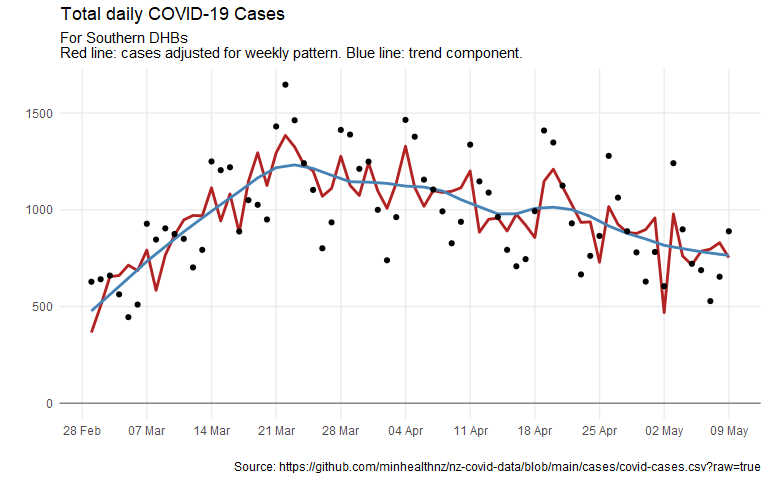 Total daily COVID-19 Cases
For Southern DHBs
Red line: cases adjusted for weekly pattern. Blue line: trend component.
1500
1000
500
0
28 Feb 07 Mar 14 Mar 21 Mar 28 Mar 04 Apr 11 Apr 18 Apr 25 Apr 02 May 09 May
Source: https://github.com/minhealthnz/nz-covid-data/blob/main/cases/covid-cases.csv?raw=true